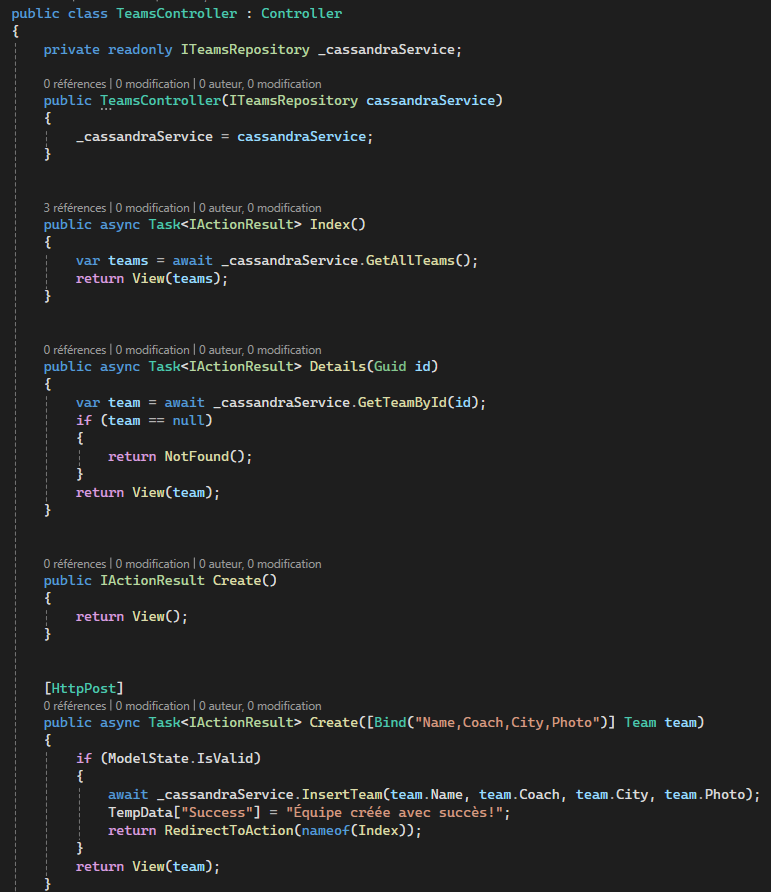 public class TeamsController : Controller
{
private readonly ITeamsRepository _cassandraService;
0 références | 0 modification | 0 auteur, 0 modification
public TeamsController(ITeamsRepository cassandraService)
{
_cassandraService = cassandraService;
}
3 références | 0 modification | 0 auteur, 0 modification
public async Task<IActionResult> Index()
{
var teams = await _cassandraService.GetAllTeams();
return View(teams);
}
0 références | 0 modification | 0 auteur, 0 modification
public async Task<IActionResult> Details(Guid id)
{
var team = await _cassandraService.GetTeamById(id);
if (team == null)
{
return NotFound();
}
return View(team);
}
0 références | 0 modification | 0 auteur, 0 modification
public IActionResult Create()
{
return View();
}
[HttpPost]
0 références | 0 modification | 0 auteur, 0 modification
public async Task<IActionResult> Create([Bind("Name,Coach,City,Photo")] Team team)
{
if (ModelState.IsValid)
{
await _cassandraService.InsertTeam(team.Name, team.Coach, team.City, team.Photo);
TempData["Success"] = "Équipe créée avec succès!";
return RedirectToAction(nameof(Index));
}
return View(team);
}